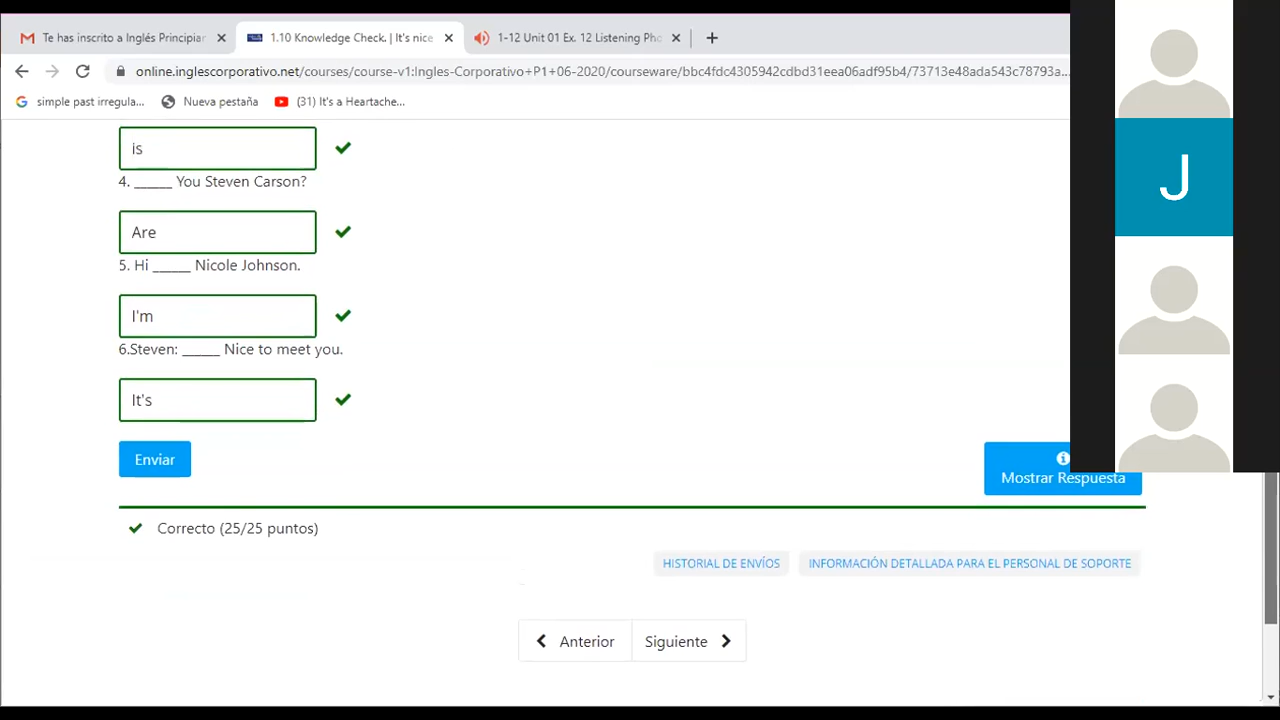 Te has inscrito a Inglés Principian
1.10 Knowledge Check. | It's nice
1-12 Unit 01 Ex. 12 Listening Pho
online.inglescorporativo.net/courses/course-v1:Ingles-Corporativo+P1+06-2020/courseware/bbc4fdc4305942cdbd31eea06adf95b4/73713e48ada543c78793a...
simple past irregula...
Nueva pestaña
(31) It's a Heartache...
is
4. _____ You Steven Carson?
Are
5. Hi _____ Nicole Johnson.
I'm
6.Steven: _____ Nice to meet you.
It's
Enviar
Mostrar Respuesta
Correcto (25/25 puntos)
HISTORIAL DE ENVÍOS
INFORMACIÓN DETALLADA PARA EL PERSONAL DE SOPORTE
Anterior
Siguiente
J